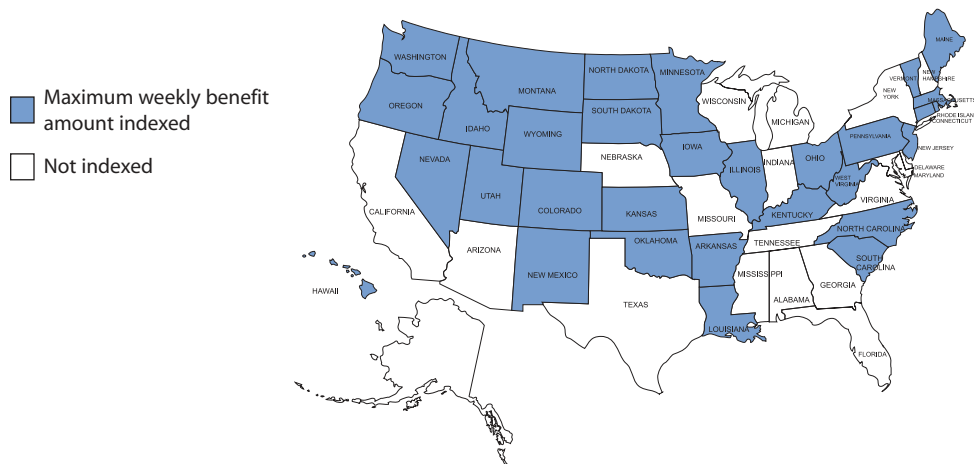 Maximum weekly benefit
amount indexed
Not indexed
WASHINGTON
OREGON
IDAHO
MONTANA
WYOMING
NORTH DAKOTA
SOUTH DAKOTA
MINNESOTA
WISCONSIN
MICHIGAN
NEBRASKA
IOWA
ILLINOIS
INDIANA
OHIO
PENNSYLVANIA
NEW
YORK
VERMONT
NEW
HAMPSHIRE
MAINE
MASSACHUSETTS
RHODE ISLAND
CONNECTICUT
NEW JERSEY
DELAWARE
MARYLAND
WEST
VIRGINIA
VIRGINIA
NEVADA
UTAH
COLORADO
KANSAS
MISSOURI
KENTUCKY
CALIFORNIA
ARIZONA
NEW MEXICO
OKLAHOMA
ARKANSAS
TENNESSEE
NORTH CAROLINA
SOUTH
CAROLINA
MISSISSIPPI
ALABAMA
GEORGIA
TEXAS
LOUISIANA
FLORIDA
HAWAII